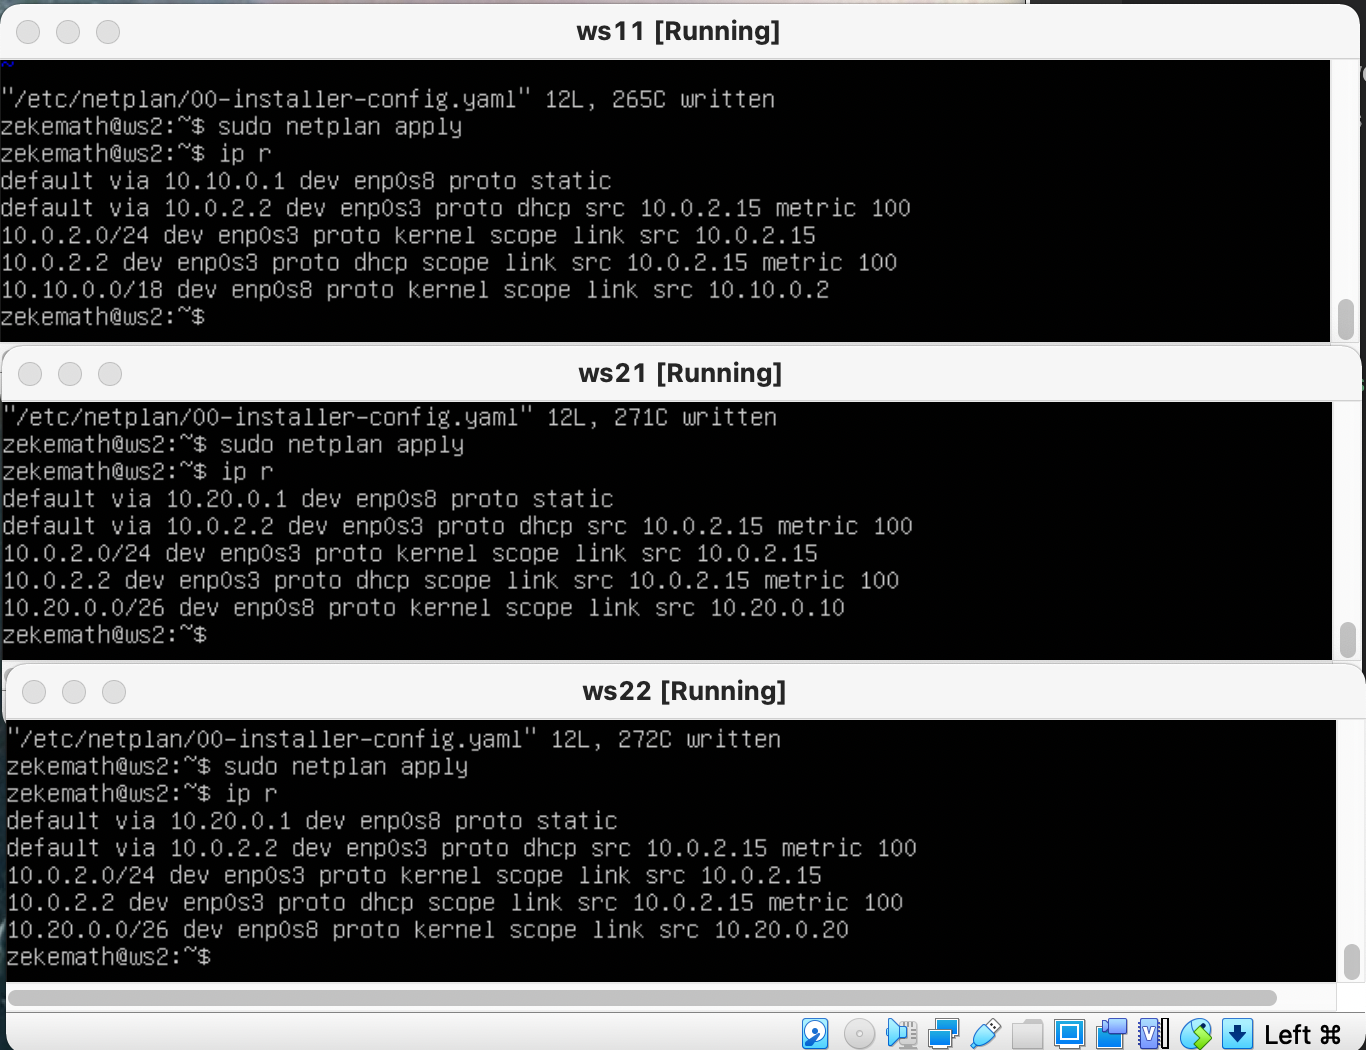 ws11 [Running]
~
"/etc/netplan/00-installer-config.yaml" 12L, 265C written
zekemath@ws2:~$ sudo netplan apply
zekemath@ws2:~$ ip r
default via 10.10.0.1 dev enp0s8 proto static
default via 10.0.2.2 dev enp0s3 proto dhcp src 10.0.2.15 metric 100
10.0.2.0/24 dev enp0s3 proto kernel scope link src 10.0.2.15
10.0.2.2 dev enp0s3 proto dhcp scope link src 10.0.2.15 metric 100
10.10.0.0/18 dev enp0s8 proto kernel scope link src 10.10.0.2
zekemath@ws2:~$
ws21 [Running]
"/etc/netplan/00-installer-config.yaml" 12L, 271C written
zekemath@ws2:~$ sudo netplan apply
zekemath@ws2:~$ ip r
default via 10.20.0.1 dev enp0s8 proto static
default via 10.0.2.2 dev enp0s3 proto dhcp src 10.0.2.15 metric 100
10.0.2.0/24 dev enp0s3 proto kernel scope link src 10.0.2.15
10.0.2.2 dev enp0s3 proto dhcp scope link src 10.0.2.15 metric 100
10.20.0.0/26 dev enp0s8 proto kernel scope link src 10.20.0.10
zekemath@ws2:~$
ws22 [Running]
"/etc/netplan/00-installer-config.yaml" 12L, 272C written
zekemath@ws2:~$ sudo netplan apply
zekemath@ws2:~$ ip r
default via 10.20.0.1 dev enp0s8 proto static
default via 10.0.2.2 dev enp0s3 proto dhcp src 10.0.2.15 metric 100
10.0.2.0/24 dev enp0s3 proto kernel scope link src 10.0.2.15
10.0.2.2 dev enp0s3 proto dhcp scope link src 10.0.2.15 metric 100
10.20.0.0/26 dev enp0s8 proto kernel scope link src 10.20.0.20
zekemath@ws2:~$
Left ⌘